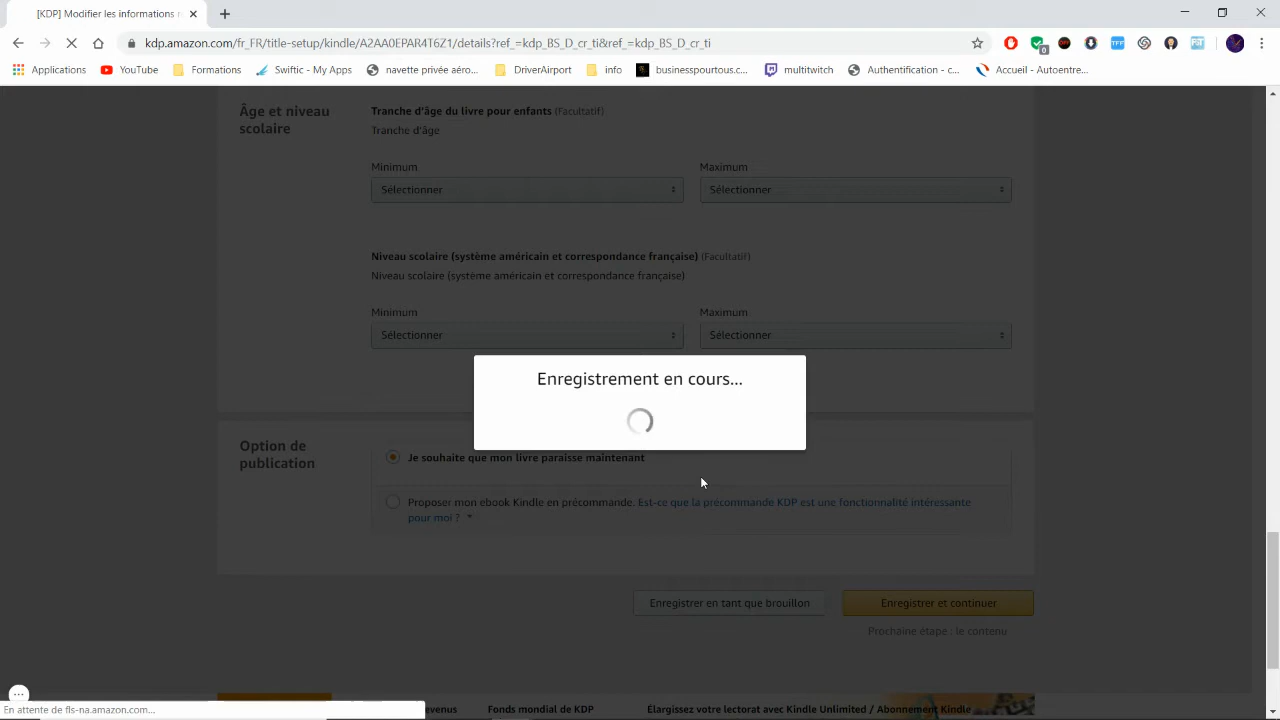 [KDP] Modifier les informations
kdp.amazon.com/fr_FR/title-setup/kindle/A2AA0EPART6Z1/details?ref_=kdp_BS_D_cr_ti&ref=kdp_BS_D_cr_ti
Applications YouTube Formations Swiftic - My Apps navette privée aéro... DriverAirport info businesspourtous.c... multitwitch Authentification - c... Accueil - Autoentre...
Âge et niveau scolaire
Tranche d'âge du livre pour enfants (Facultatif)
Tranche d'âge
Minimum Maximum
Sélectionner Sélectionner
Niveau scolaire (système américain et correspondance française) (Facultatif)
Niveau scolaire (système américain et correspondance française)
Minimum Maximum
Sélectionner Sélectionner
Enregistrement en cours...
Option de publication
Je souhaite que mon livre paraisse maintenant
Proposer mon ebook Kindle en précommande. Est-ce que la précommande KDP est une fonctionnalité intéressante
pour moi ? *
Enregistrer en tant que brouillon Enregistrer et continuer
Prochaine étape : le contenu
En attente de fls-na.amazon.com...
Fonds mondial de KDP Élargissez votre lectorat avec Kindle Unlimited / Abonnement Kindle